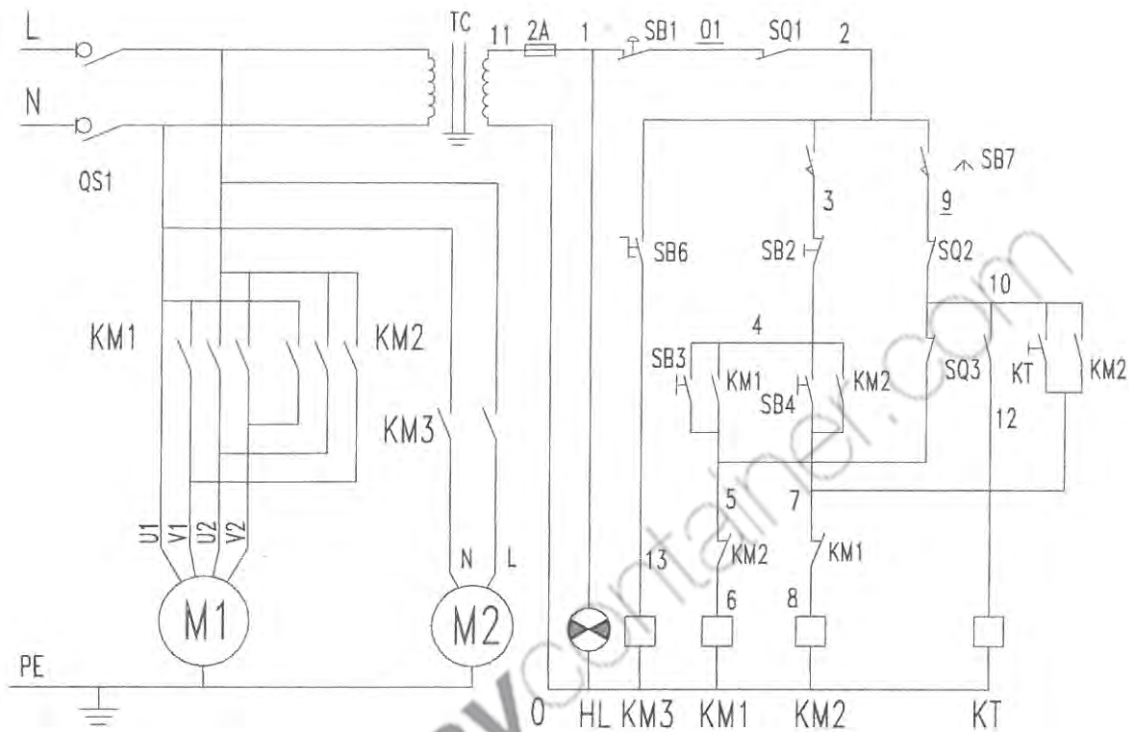 L
N
QS1
TC
11
2A
1
SB1
01
SQ1
2
3
SB7
9
SB6
SB2
SQ2
10
KM1
KM2
KM3
4
SB3
KM1
SB4
KM2
SQ3
KT
KM2
12
5
7
13
KM2
KM1
6
8
U1
V1
U2
V2
N
L
M1
M2
PE
0
HL
KM3
KM1
KM2
KT
container.com